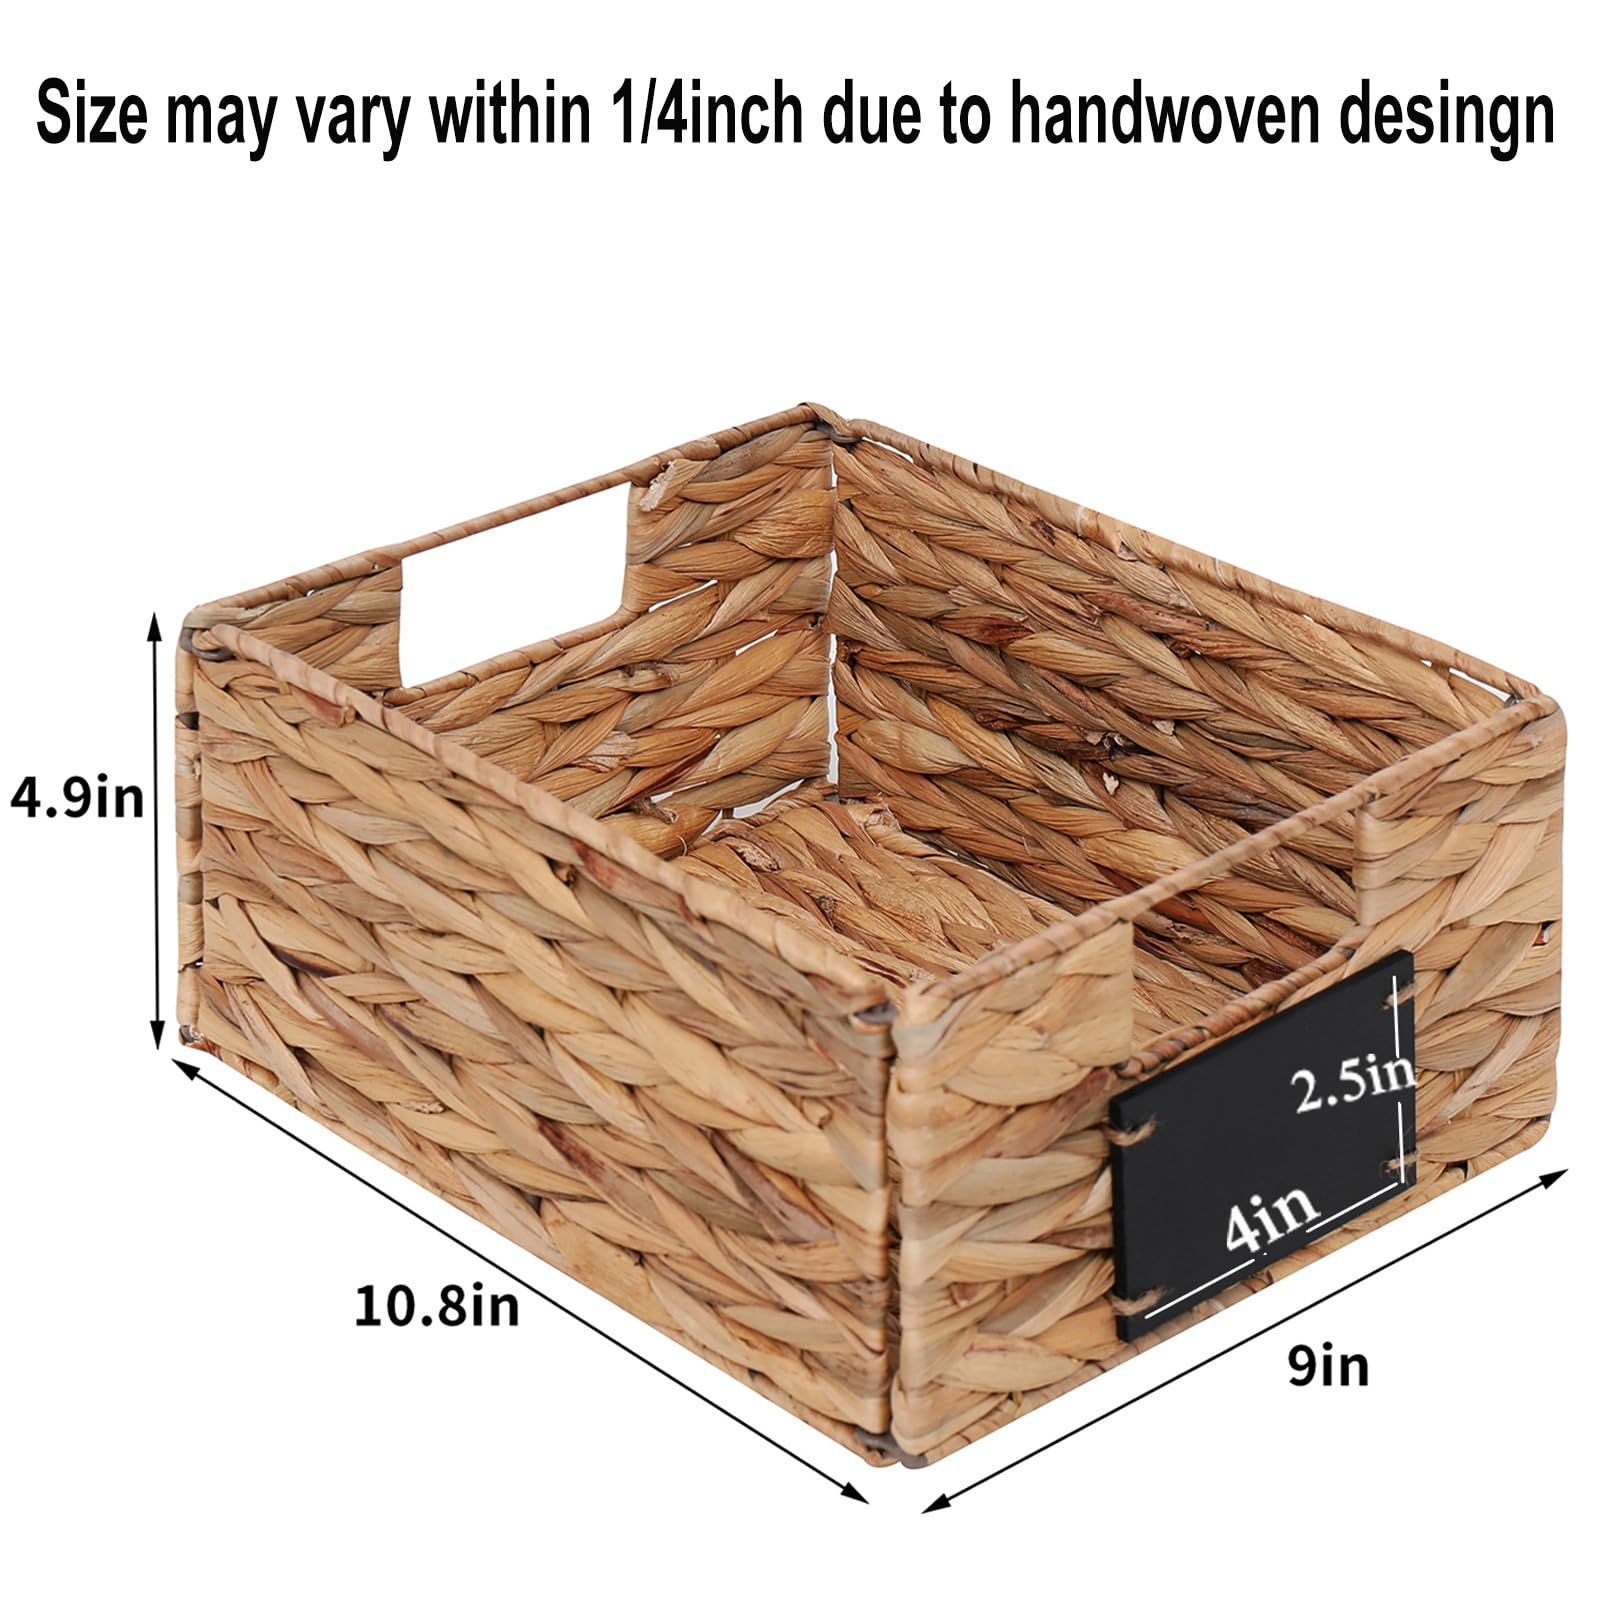 Size may vary within 1/4inch due to handwoven desingn
4.9in
2.5in
4in
10.8in
9in